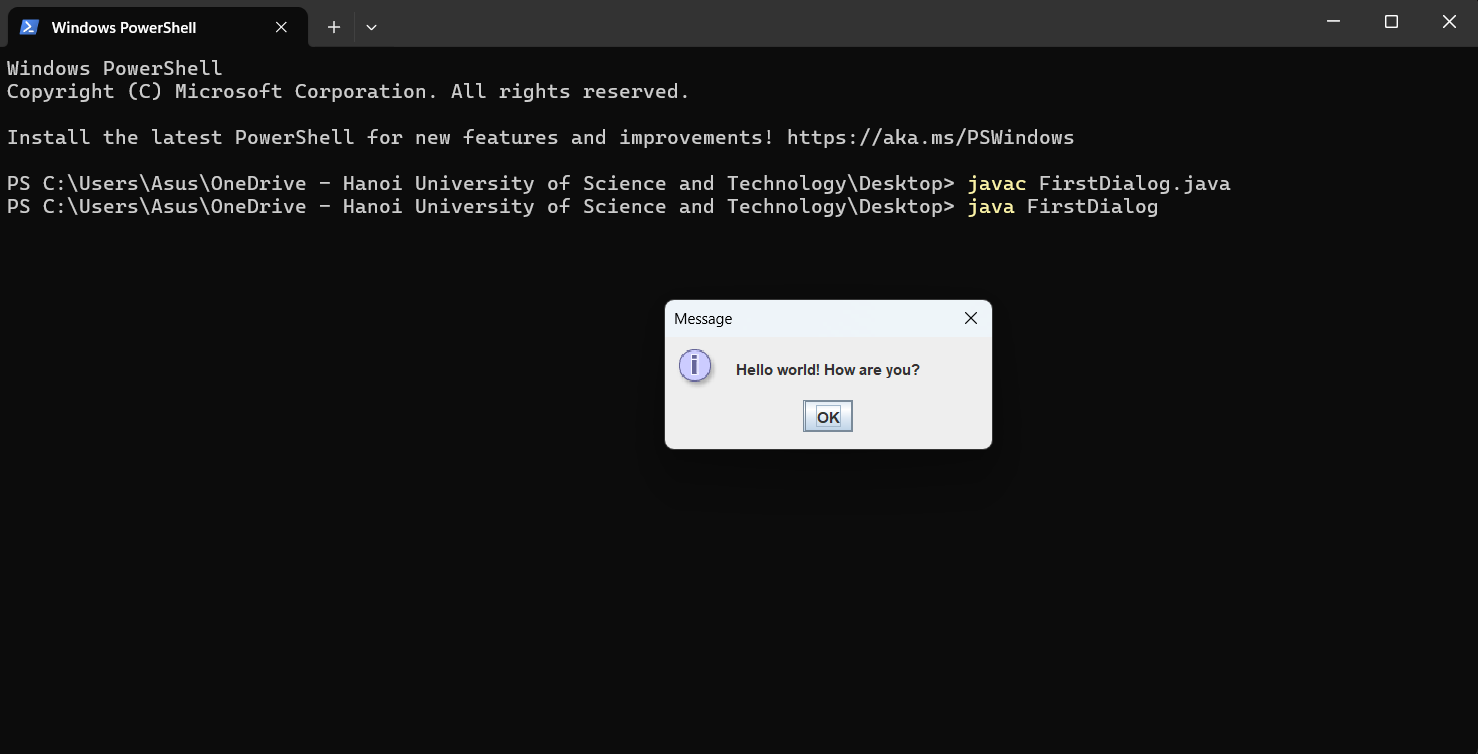 Windows PowerShell
Windows PowerShell
Copyright (C) Microsoft Corporation. All rights reserved.
Install the latest PowerShell for new features and improvements! https://aka.ms/PSWindows
PS C:\Users\Asus\OneDrive - Hanoi University of Science and Technology\Desktop> javac FirstDialog.java
PS C:\Users\Asus\OneDrive - Hanoi University of Science and Technology\Desktop> java FirstDialog
Message
Hello world! How are you?
OK